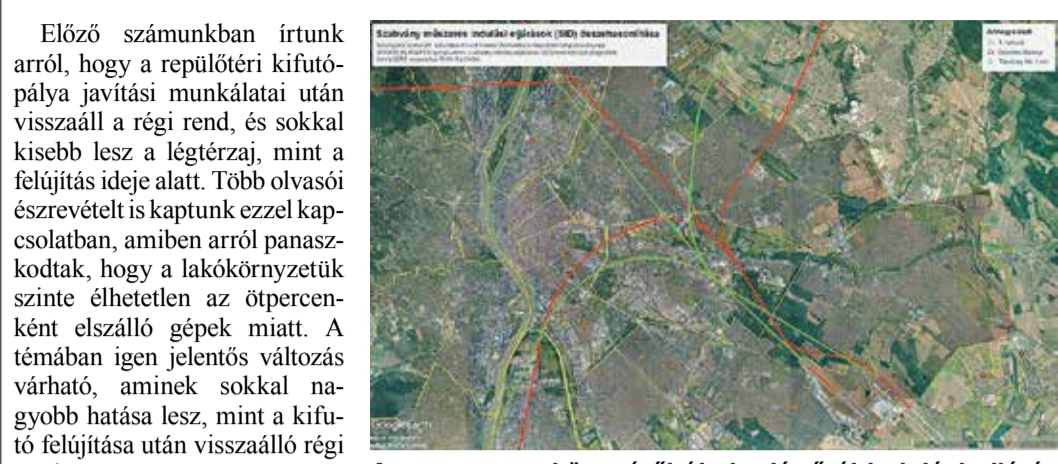 Előző számunkban írtunk
arról, hogy a repülőtéri kifutó-
pálya javítási munkálatai után
visszaáll a régi rend, és sokkal
kisebb lesz a légtérzaj, mint a
felújítás ideje alatt. Több olvasói
észrevételt is kaptunk ezzel kap-
csolatban, amiben arról panasz-
kodtak, hogy a lakókörnyzetük
szinte élhetetlen az ötpercen-
ként elszálló gépek miatt. A
témában igen jelentős változás
várható, aminek sokkal na-
gyobb hatása lesz, mint a kifu-
tó felújítása után visszaálló régi
Szabvány műszeres indulási eljárások (SID) összehasonlítása
Google Earth